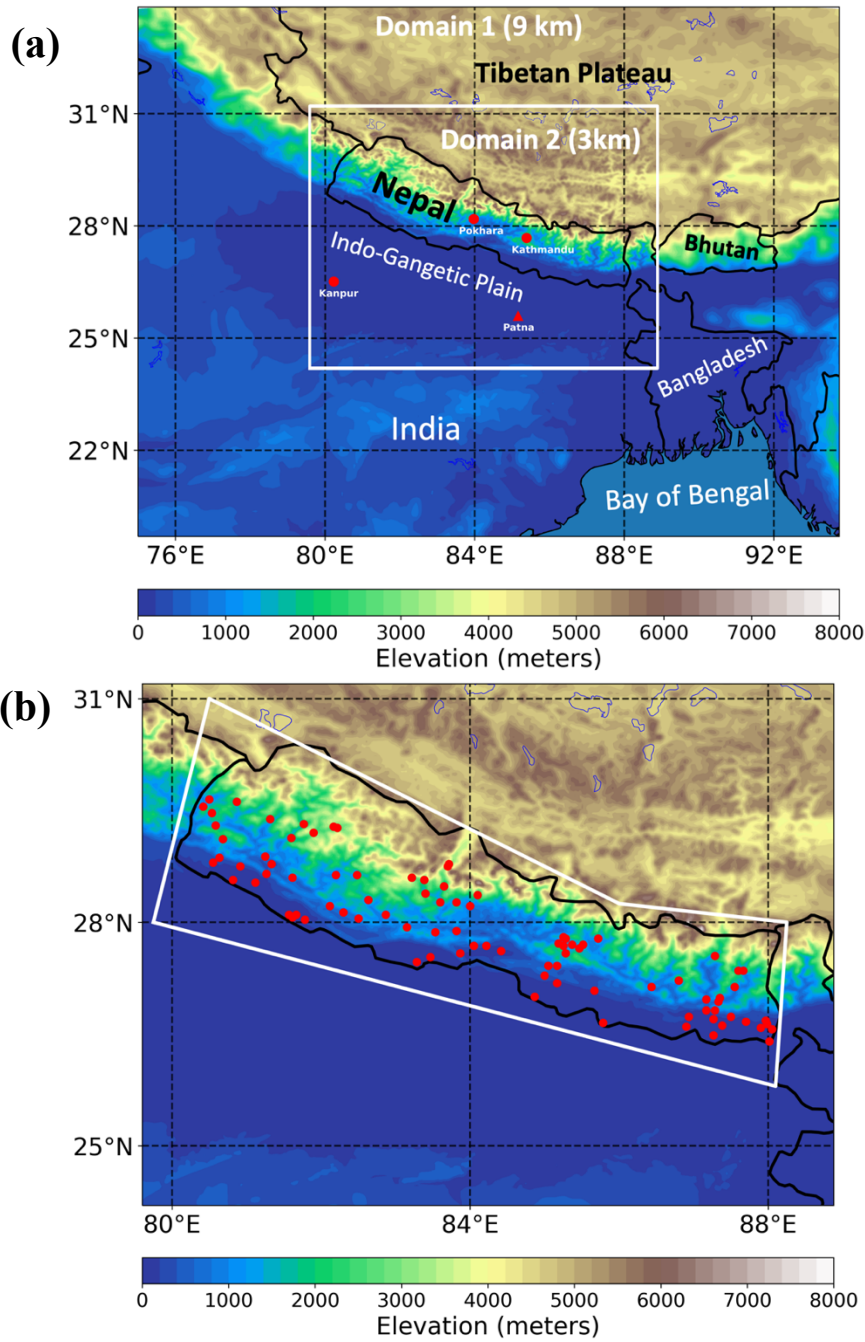 (a)
Domain 1 (9 km)
Tibetan Plateau
31°N
Domain 2 (3km)
Nepal
28°N
Pokhara
Kathmandu
Bhutan
Indo-Gangetic Plain
Kanpur
Patna
25°N
Bangladesh
India
22°N
Bay of Bengal
76°E 80°E 84°E 88°E 92°E
0 1000 2000 3000 4000 5000 6000 7000 8000
Elevation (meters)
(b)
31°N
28°N
25°N
80°E 84°E 88°E
0 1000 2000 3000 4000 5000 6000 7000 8000
Elevation (meters)